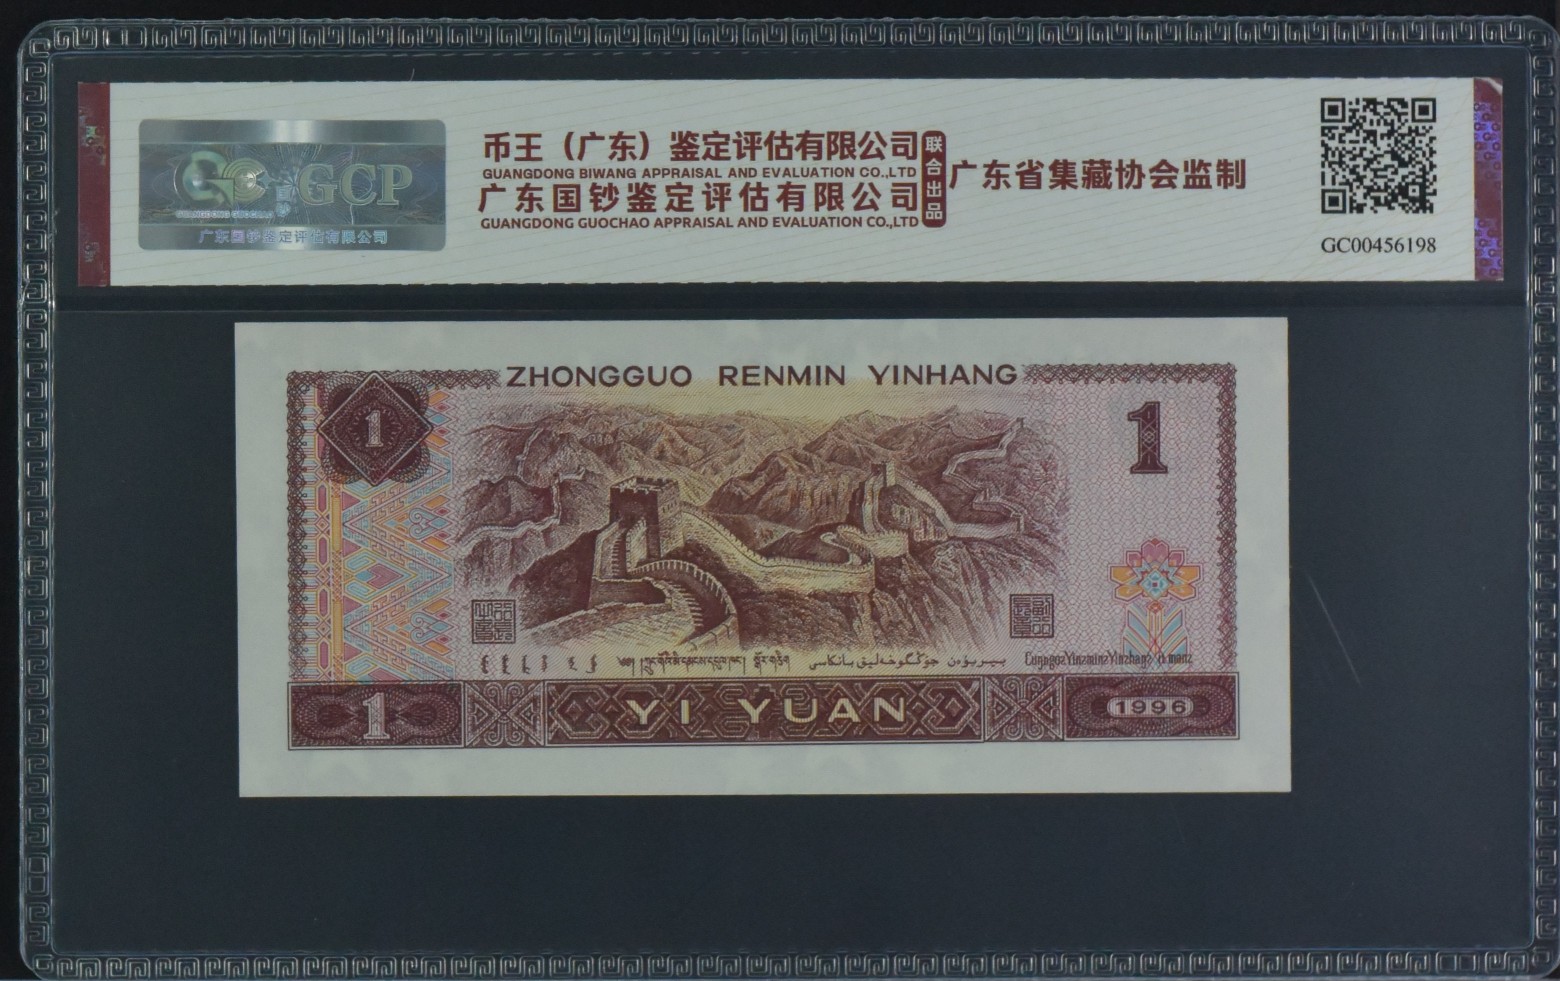 币王（广东）鉴定评估有限公司
GUANGDONG BIWANG APPRAISAL AND EVALUATION CO.,LTD
广东国钞鉴定评估有限公司
GUANGDONG GUOCHAO APPRAISAL AND EVALUATION CO.,LTD
联合出品
广东省集藏协会监制
GCP
广东国钞鉴定评估有限公司
GC00456198
ZHONGGUO RENMIN YINHANG
1
1
1
YI YUAN
1996